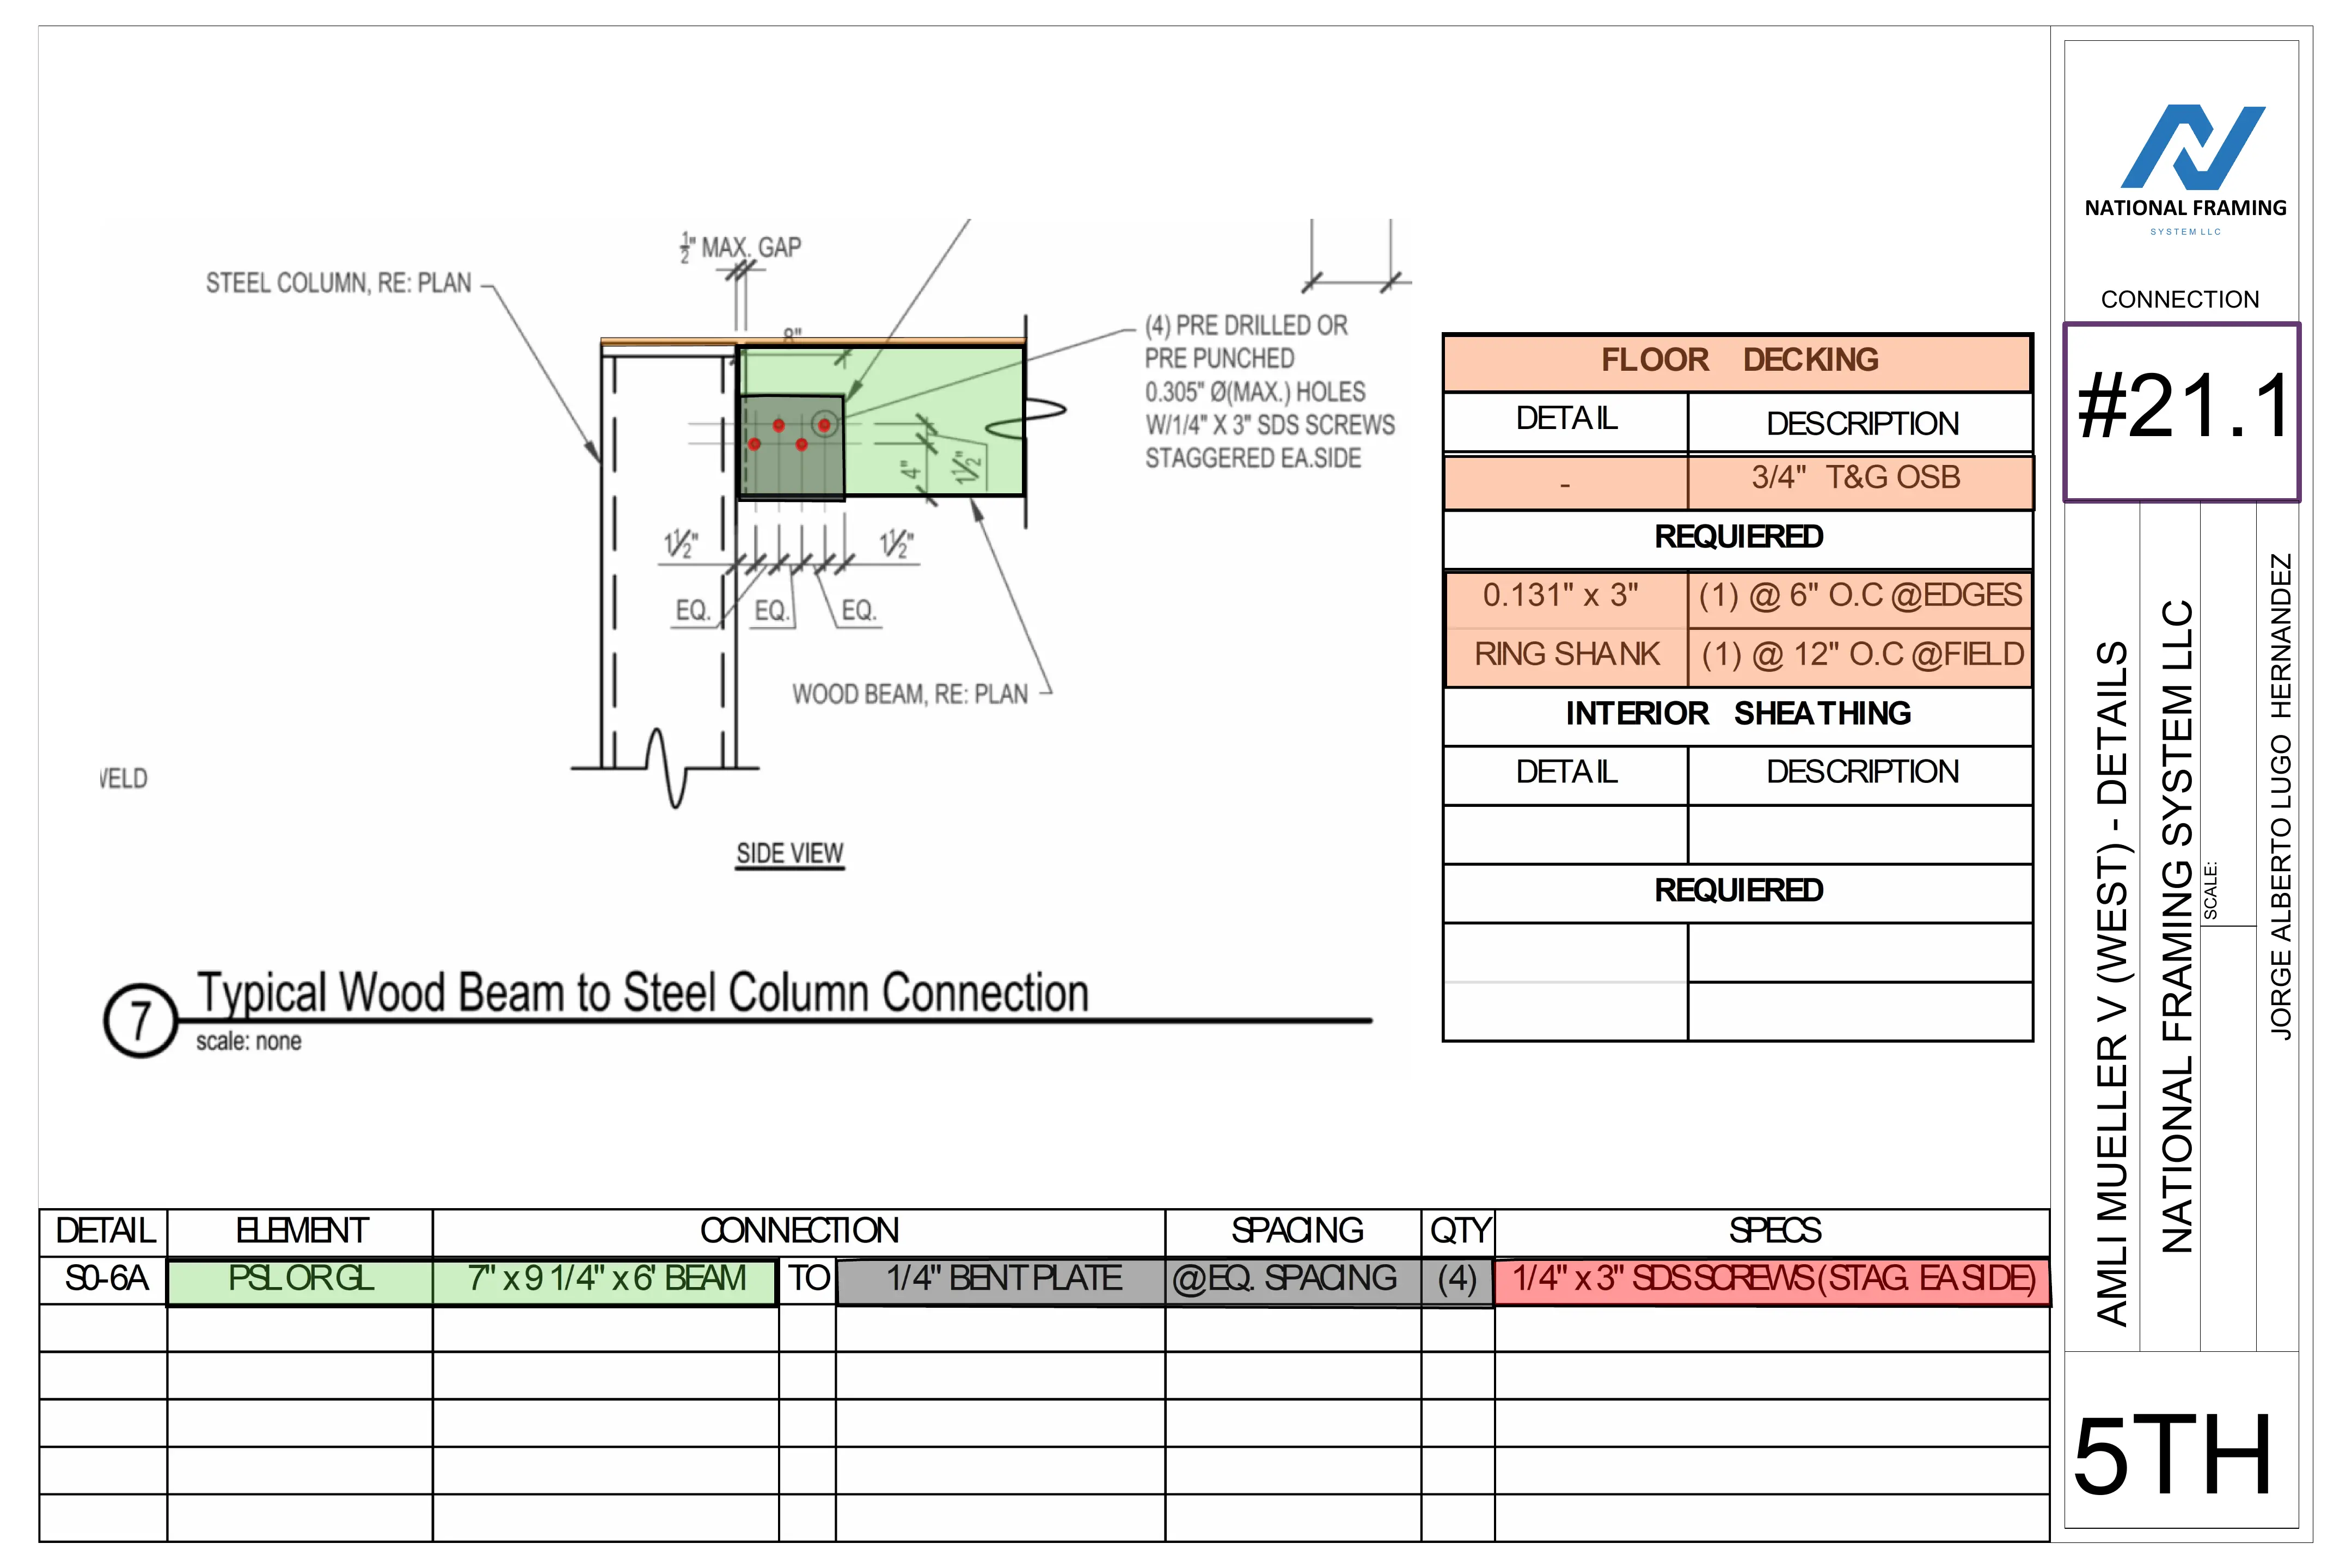 ½" MAX. GAP
STEEL COLUMN, RE: PLAN
8"
(4) PRE DRILLED OR
PRE PUNCHED
0.305" Ø(MAX.) HOLES
W/1/4" X 3" SDS SCREWS
STAGGERED EA.SIDE
4"
1½"
1½"
1½"
EQ.
EQ.
EQ.
WOOD BEAM, RE: PLAN
WELD
SIDE VIEW
7
Typical Wood Beam to Steel Column Connection
scale: none
FLOOR DECKING
DETAIL DESCRIPTION
- 3/4" T&G OSB
REQUIERED
0.131" x 3" (1) @ 6" O.C @EDGES
RING SHANK (1) @ 12" O.C @FIELD
INTERIOR SHEATHING
DETAIL DESCRIPTION
REQUIERED
DETAIL ELEMENT CONNECTION SPACING QTY SPECS
S0-6A PSL OR GL 7" x 9 1/4" x 6' BEAM TO 1/4" BENT PLATE @EQ. SPACING (4) 1/4" x 3" SDS SCREWS (STAG. EA SIDE)
NATIONAL FRAMING
SYSTEM LLC
CONNECTION
#21.1
AMLI MUELLER V (WEST) - DETAILS
NATIONAL FRAMING SYSTEM LLC
SCALE:
JORGE ALBERTO LUGO HERNANDEZ
5TH